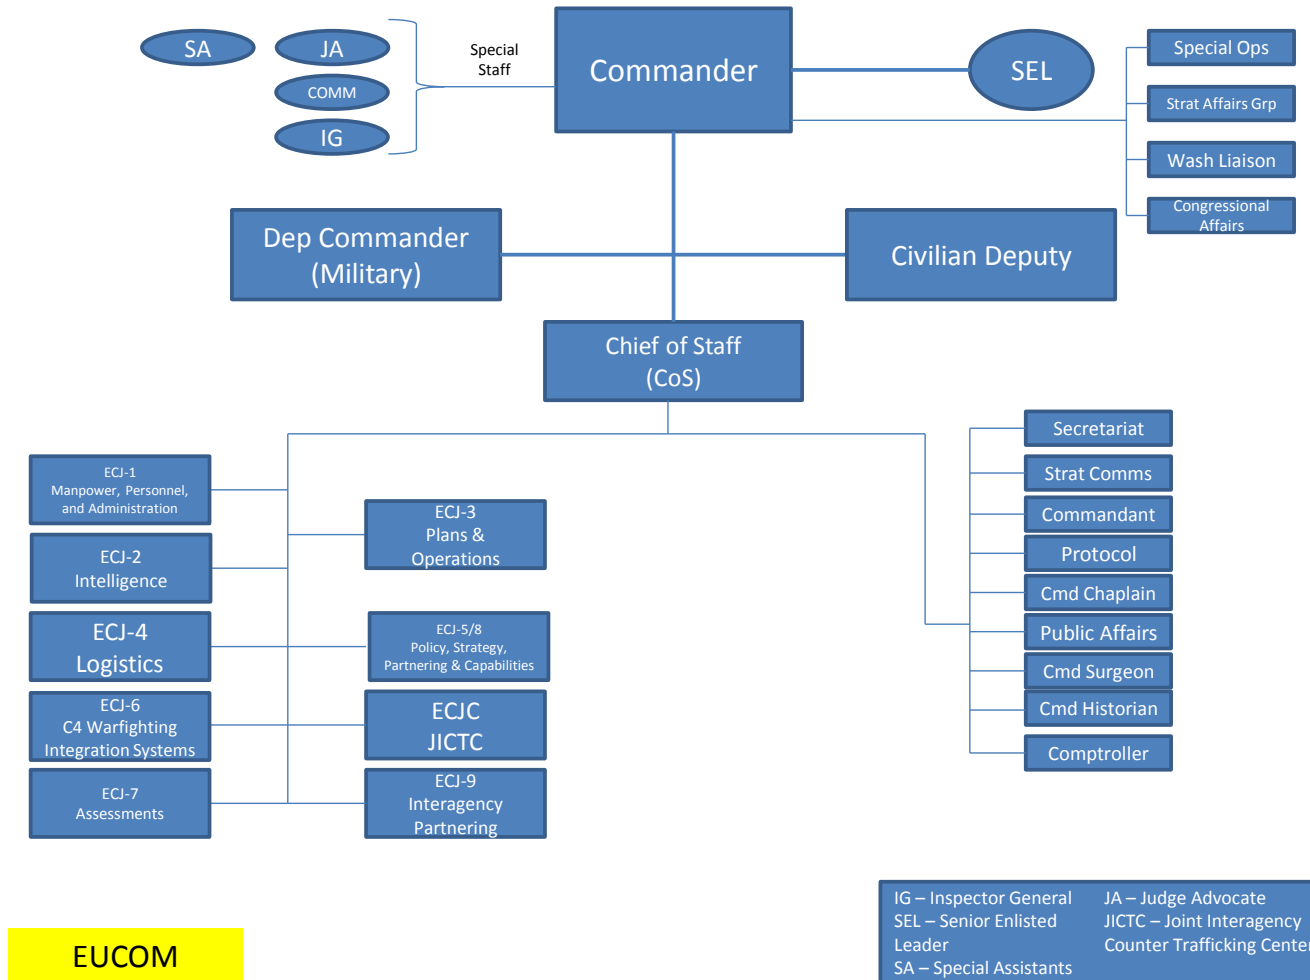 SA
JA
COMM
IG
Special
Staff
Commander
SEL
Special Ops
Strat Affairs Grp
Wash Liaison
Congressional
Affairs
Dep Commander
(Military)
Civilian Deputy
Chief of Staff
(CoS)
ECJ-1
Manpower, Personnel,
and Administration
ECJ-2
Intelligence
ECJ-4
Logistics
ECJ-6
C4 Warfighting
Integration Systems
ECJ-7
Assessments
ECJ-3
Plans &
Operations
ECJ-5/8
Policy, Strategy,
Partnering & Capabilities
ECJC
JICTC
ECJ-9
Interagency
Partnering
Secretariat
Strat Comms
Commandant
Protocol
Cmd Chaplain
Public Affairs
Cmd Surgeon
Cmd Historian
Comptroller
EUCOM
IG – Inspector General
SEL – Senior Enlisted
Leader
SA – Special Assistants
JA – Judge Advocate
JICTC – Joint Interagency
Counter Trafficking Center